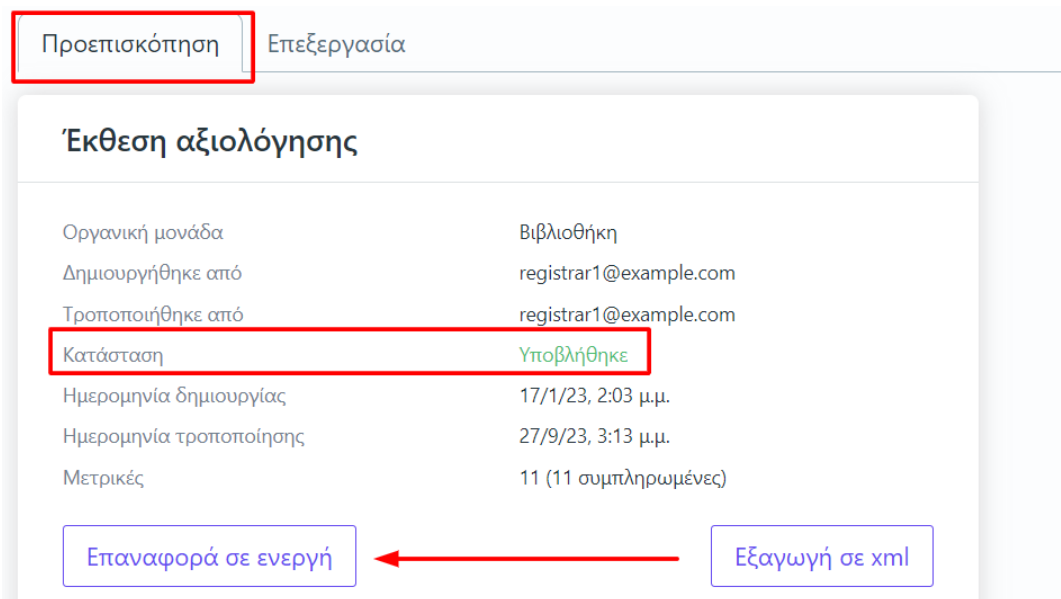 Προεπισκόπηση Επεξεργασία
Έκθεση αξιολόγησης
Οργανική μονάδα Βιβλιοθήκη
Δημιουργήθηκε από registrar1@example.com
Τροποποιήθηκε από registrar1@example.com
Κατάσταση Υποβλήθηκε
Ημερομηνία δημιουργίας 17/1/23, 2:03 μ.μ.
Ημερομηνία τροποποίησης 27/9/23, 3:13 μ.μ.
Μετρικές 11 (11 συμπληρωμένες)
Επαναφορά σε ενεργή Εξαγωγή σε xml